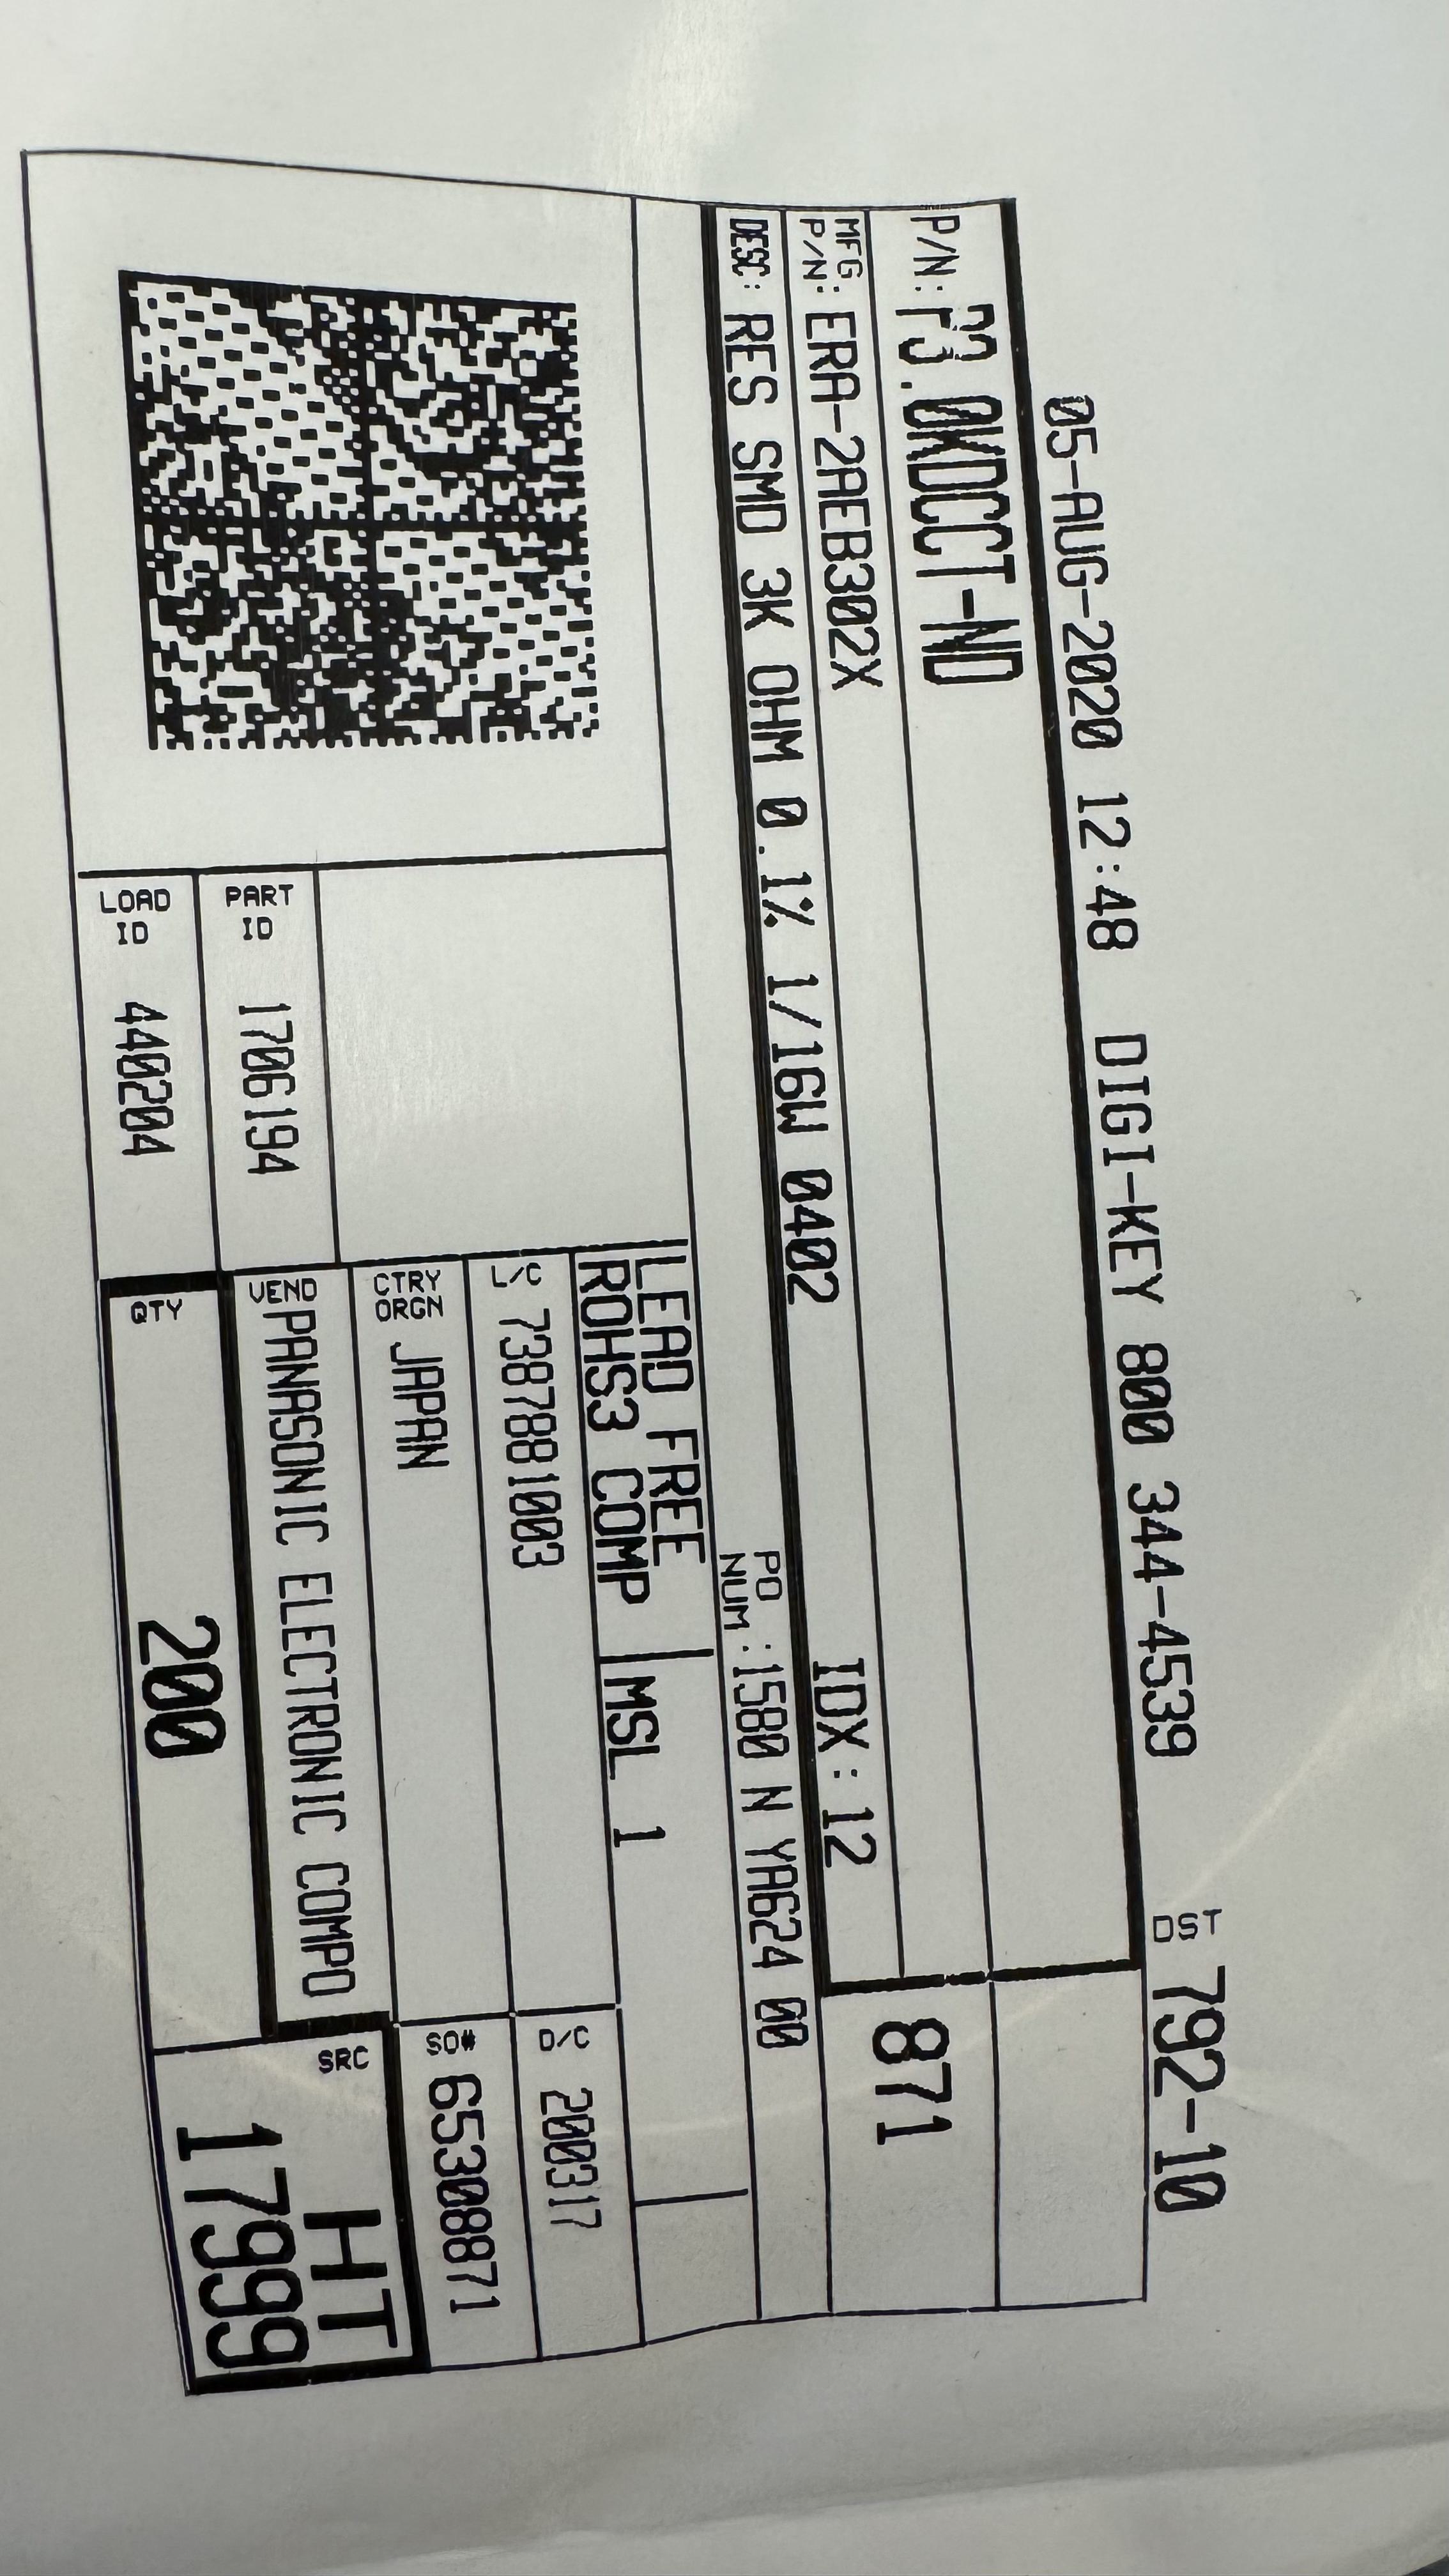 05-AUG-2020 12:48 DIGI-KEY 800 344-4539 DST 792-10
P/N: P3.0KDCCT-ND
MFG P/N: ERA-2AEB302X 871
DESC: RES SMD 3K OHM 0.1% 1/16W 0402 IDX:12
PO NUM:1580 N YA624 00
LEAD FREE
ROHS3 COMP MSL 1
L/C 7387881003 D/C 200317
CTRY ORGN JAPAN SO# 65308871
PART ID 1706194 VEND PANASONIC ELECTRONIC COMPO SRC HT
LOAD ID 440204 QTY 200 17999